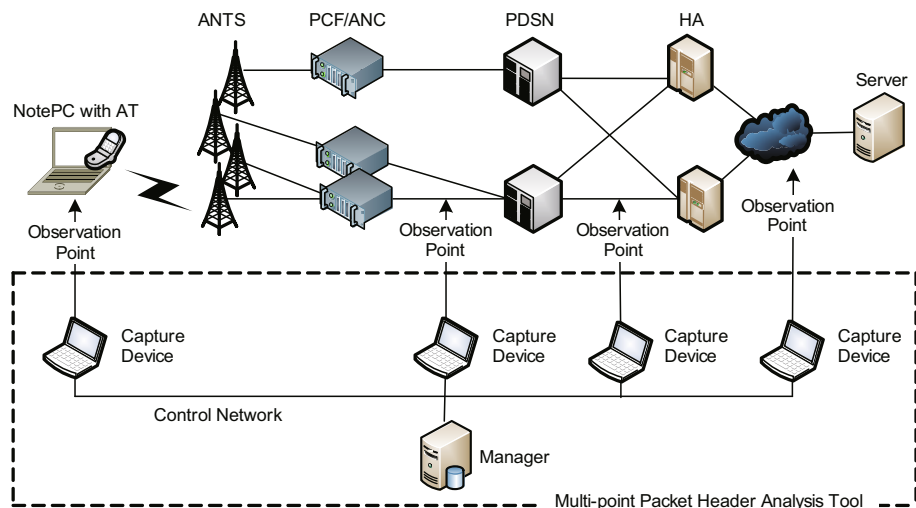 ANTS
PCF/ANC
PDSN
HA
Server
NotePC with AT
Observation
Point
Observation
Point
Observation
Point
Observation
Point
Capture
Device
Capture
Device
Capture
Device
Capture
Device
Control Network
Manager
Multi-point Packet Header Analysis Tool